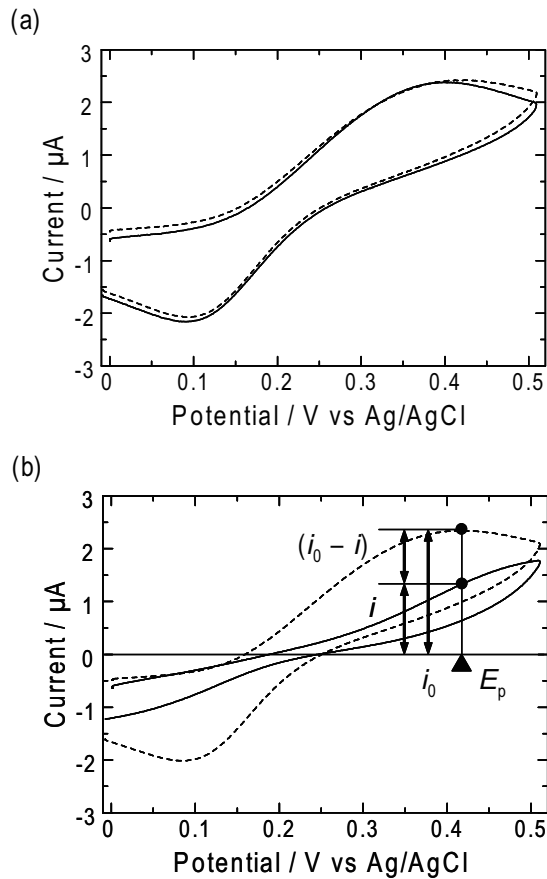 (a)
3
2
1
0
-1
-2
-3
Current / µA
0 0.1 0.2 0.3 0.4 0.5
Potential / V vs Ag/AgCl
(b)
3
2
1
0
-1
-2
-3
Current / µA
(i₀ – i)
i
i₀
Eₚ
0 0.1 0.2 0.3 0.4 0.5
Potential / V vs Ag/AgCl